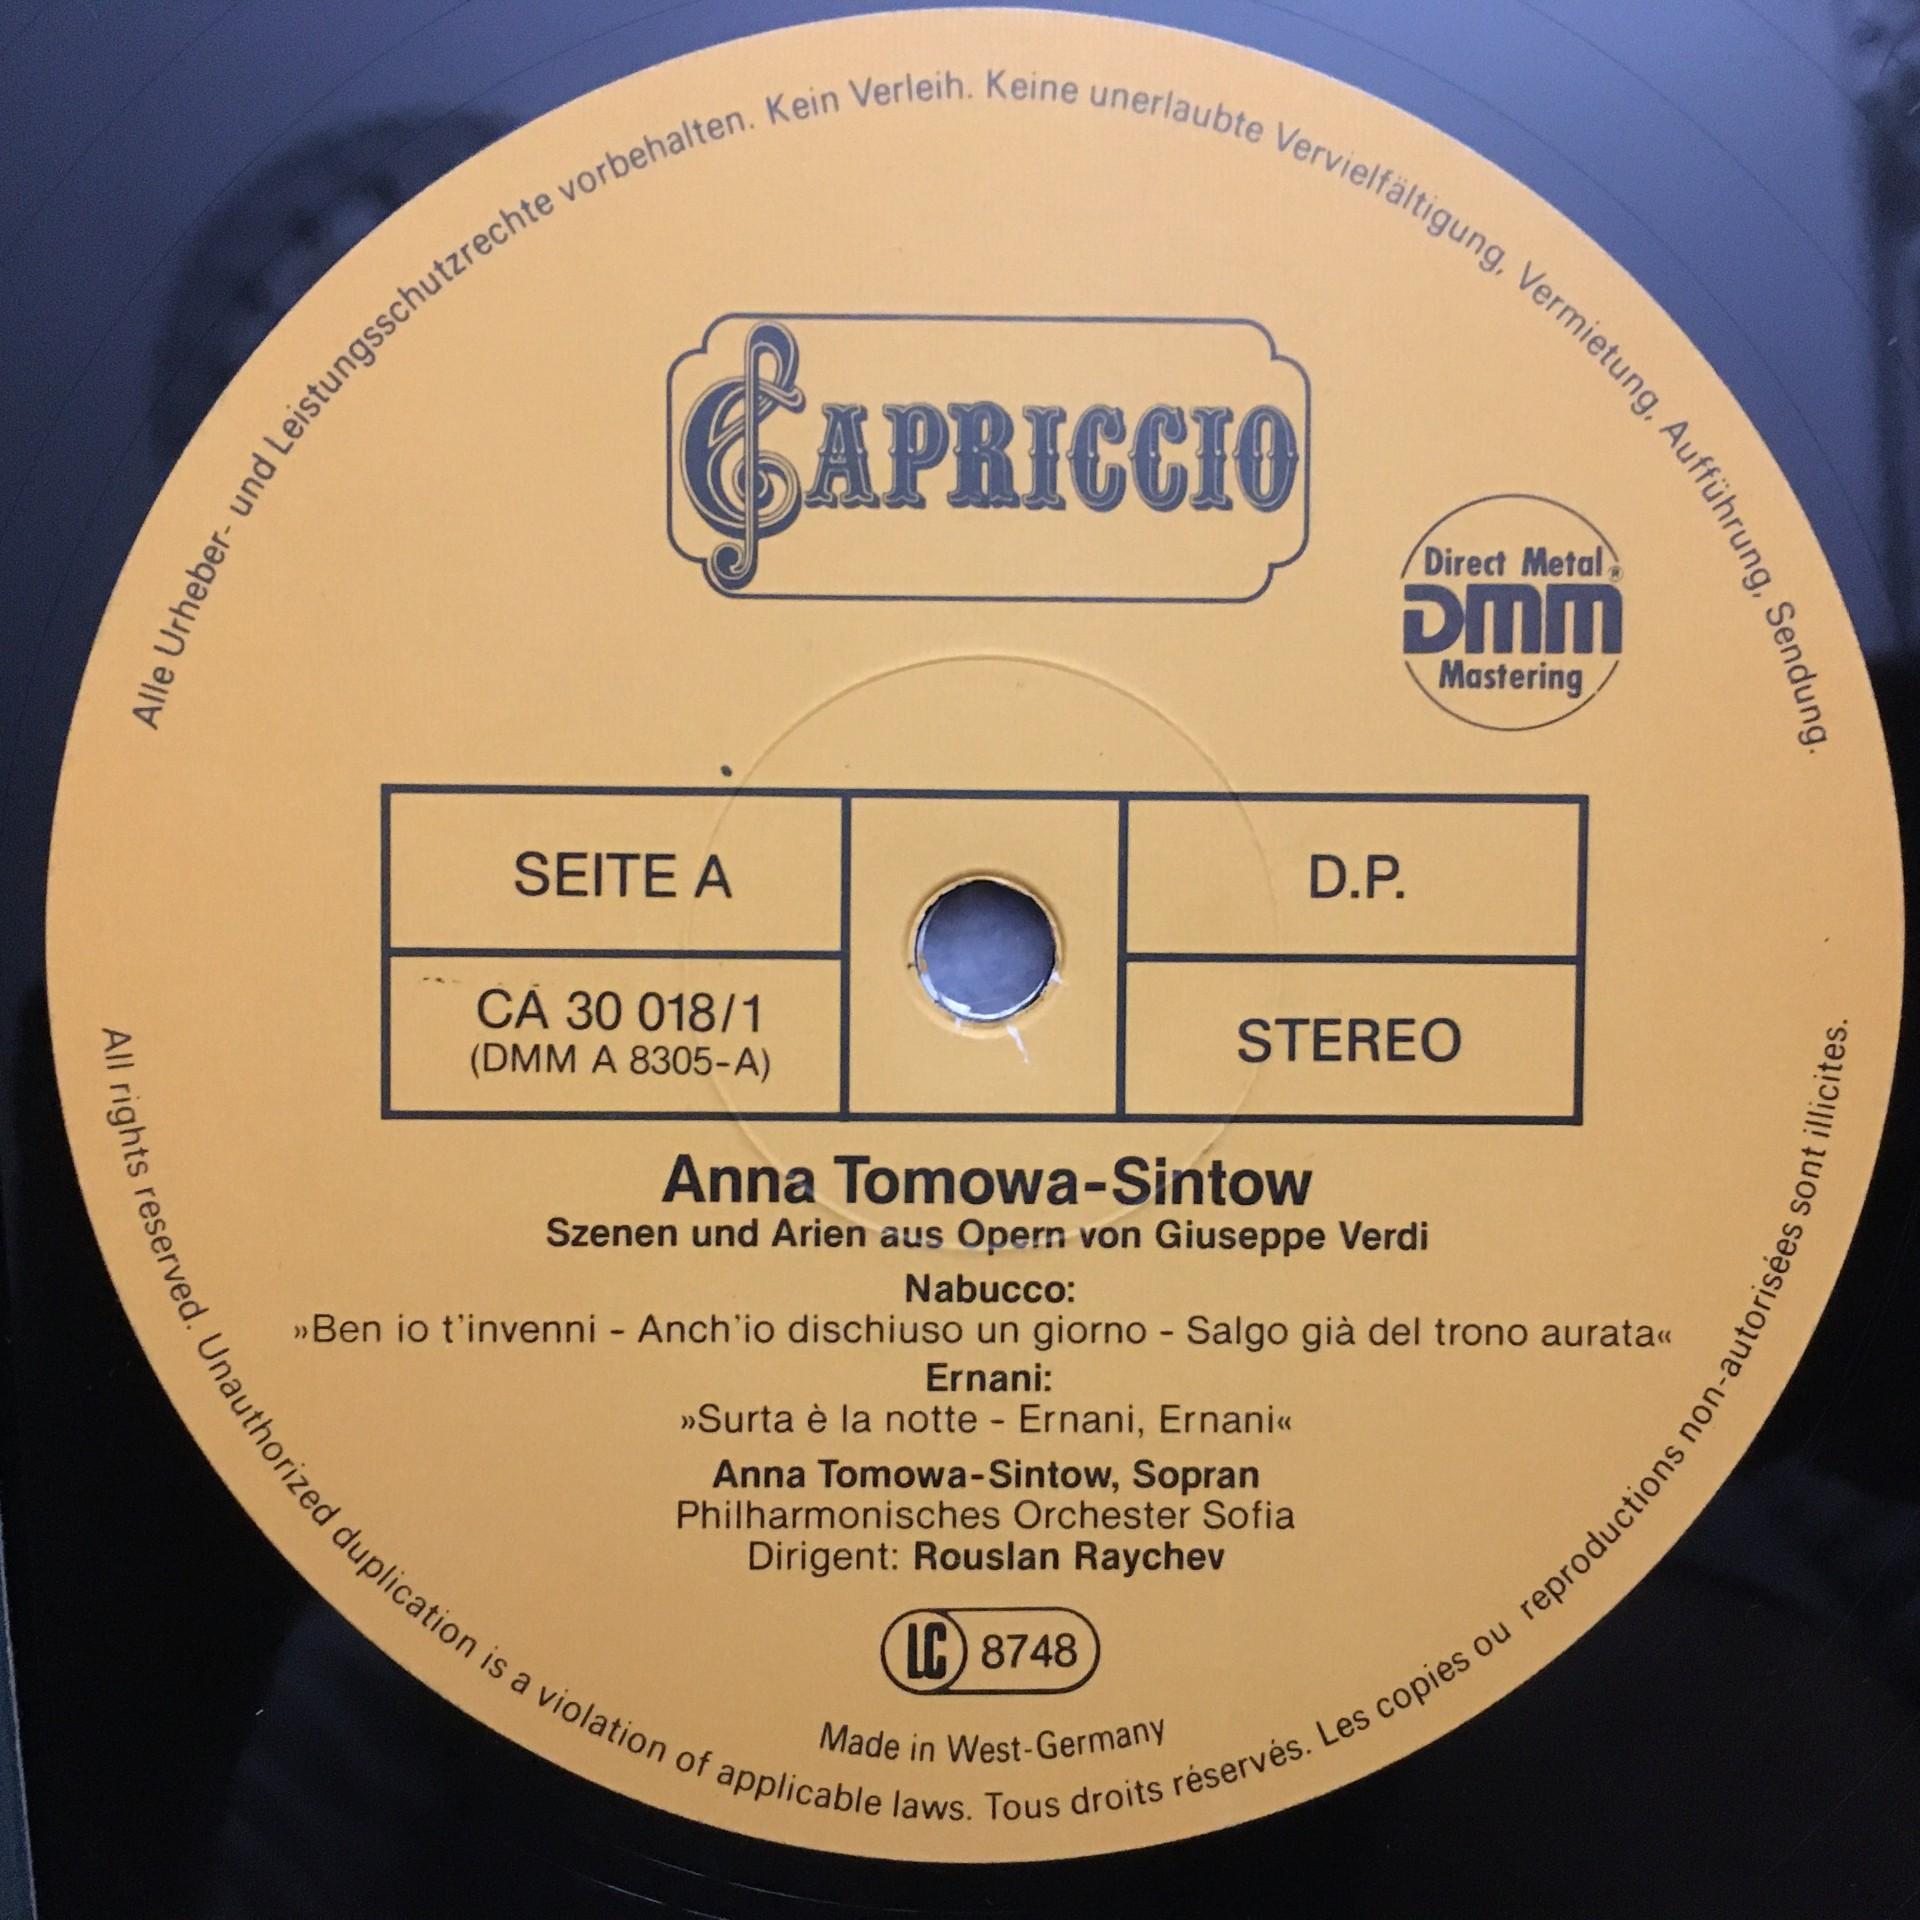 Alle Urheber- und Leistungsschutzrechte vorbehalten. Kein Verleih. Keine unerlaubte Vervielfältigung, Vermietung, Aufführung, Sendung.
CAPRICCIO
Direct Metal ®
DMM
Mastering
SEITE A
D.P.
CA 30 018/1
(DMM A 8305-A)
STEREO
Anna Tomowa-Sintow
Szenen und Arien aus Opern von Giuseppe Verdi
Nabucco:
»Ben io t'invenni - Anch'io dischiuso un giorno - Salgo già del trono aurata«
Ernani:
»Surta è la notte - Ernani, Ernani«
Anna Tomowa-Sintow, Sopran
Philharmonisches Orchester Sofia
Dirigent: Rouslan Raychev
LC 8748
Made in West-Germany
All rights reserved. Unauthorized duplication is a violation of applicable laws. Tous droits réservés. Les copies ou reproductions non-autorisées sont illicites.